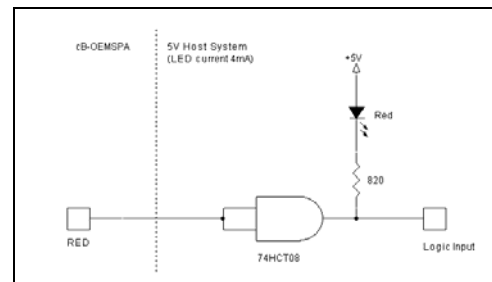 cB-OEMSPA
5V Host System
(LED current 4mA)
+5V
Red
820
RED
74HCT08
Logic Input